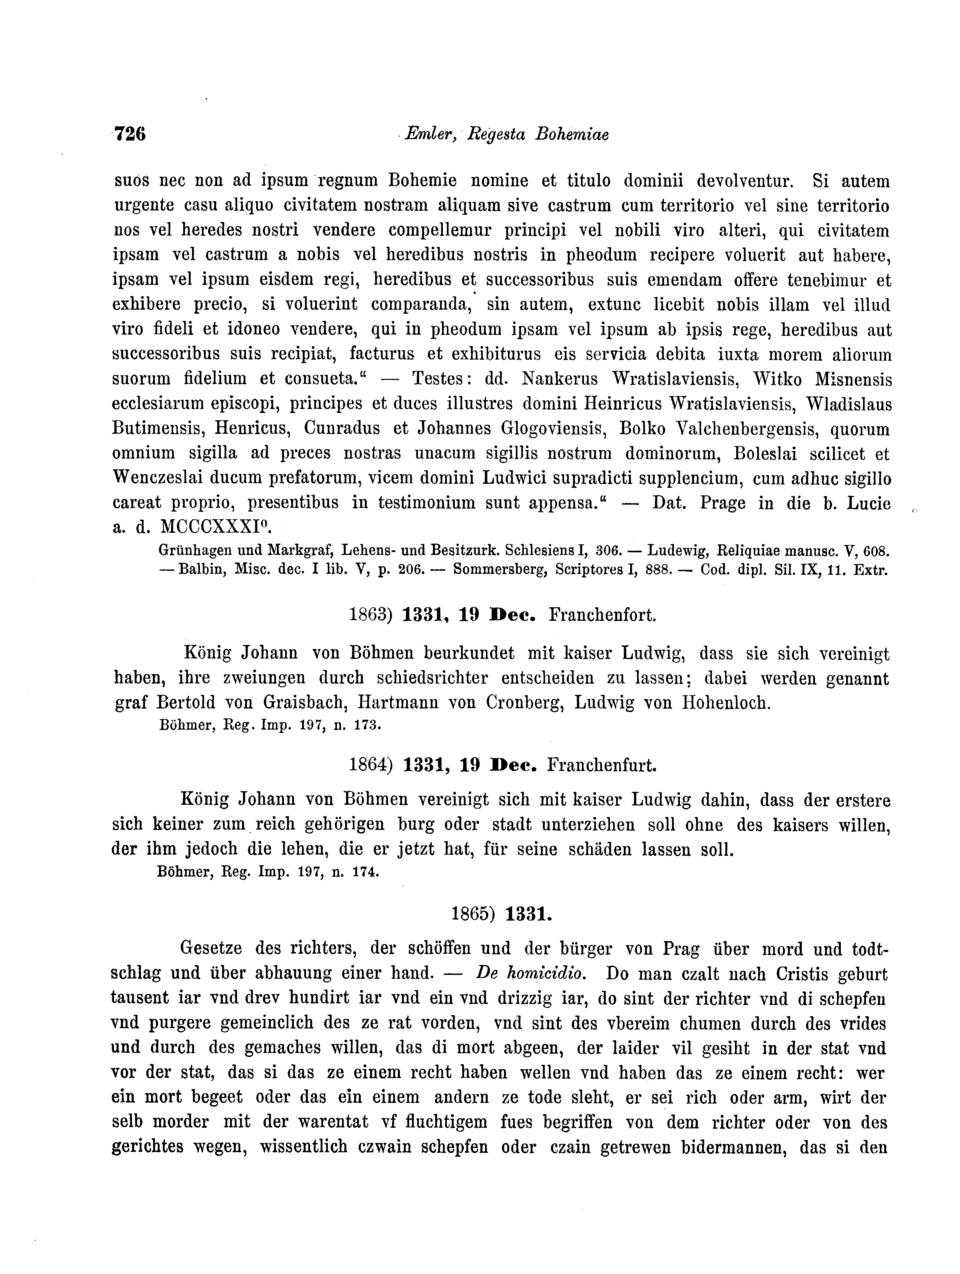 726 Emler, Regesta Bohemiae
suos nec non ad ipsum regnum Bohemie nomine et titulo dominii devolventur. Si autem
urgente casu aliquo civitatem nostram aliquam sive castrum cum territorio vel sine territorio
nos vel heredes nostri vendere compellemur principi vel nobili viro alteri, qui civitatem
ipsam vel castrum a nobis vel heredibus nostris in pheodum recipere voluerit aut habere,
ipsam vel ipsum eisdem regi, heredibus et successoribus suis emendam offere tenebimur et
exhibere precio, si voluerint comparanda, sin autem, extunc licebit nobis illam vel illud
viro fideli et idoneo vendere, qui in pheodum ipsam vel ipsum ab ipsis rege, heredibus aut
successoribus suis recipiat, facturus et exhibiturus eis servicia debita iuxta morem aliorum
suorum fidelium et consueta.“ — Testes: dd. Nankerus Wratislaviensis, Witko Misnensis
ecclesiarum episcopi, principes et duces illustres domini Heinricus Wratislaviensis, Wladislaus
Butimensis, Henricus, Cunradus et Johannes Glogoviensis, Bolko Valchenbergensis, quorum
omnium sigilla ad preces nostras unacum sigillis nostrum dominorum, Boleslai scilicet et
Wenczeslai ducum prefatorum, vicem domini Ludwici supradicti supplencium, cum adhuc sigillo
careat proprio, presentibus in testimonium sunt appensa.“ — Dat. Prage in die b. Lucie
a. d. MCCCXXXI⁰.
Grünhagen und Markgraf, Lehens- und Besitzurk. Schlesiens I, 306. — Ludewig, Reliquiae manusc. V, 608.
— Balbin, Misc. dec. I lib. V, p. 206. — Sommersberg, Scriptores I, 888. — Cod. dipl. Sil. IX, 11. Extr.
1863) 1331, 19 Dec. Franchenfort.
König Johann von Böhmen beurkundet mit kaiser Ludwig, dass sie sich vereinigt
haben, ihre zweiungen durch schiedsrichter entscheiden zu lassen; dabei werden genannt
graf Bertold von Graisbach, Hartmann von Cronberg, Ludwig von Hohenloch.
Böhmer, Reg. Imp. 197, n. 173.
1864) 1331, 19 Dec. Franchenfurt.
König Johann von Böhmen vereinigt sich mit kaiser Ludwig dahin, dass der erstere
sich keiner zum reich gehörigen burg oder stadt unterziehen soll ohne des kaisers willen,
der ihm jedoch die lehen, die er jetzt hat, für seine schäden lassen soll.
Böhmer, Reg. Imp. 197, n. 174.
1865) 1331.
Gesetze des richters, der schöffen und der bürger von Prag über mord und todt-
schlag und über abhauung einer hand. — De homicidio. Do man czalt nach Cristis geburt
tausent iar vnd drev hundirt iar vnd ein vnd drizzig iar, do sint der richter vnd di schepfen
vnd purgere gemeinclich des ze rat vorden, vnd sint des vbereim chumen durch des vrides
und durch des gemaches willen, das di mort abgeen, der laider vil gesiht in der stat vnd
vor der stat, das si das ze einem recht haben wellen vnd haben das ze einem recht: wer
ein mort begeet oder das ein einem andern ze tode sleht, er sei rich oder arm, wirt der
selb morder mit der warentat vf fluchtigem fues begriffen von dem richter oder von des
gerichtes wegen, wissentlich czwain schepfen oder czain getrewen bidermannen, das si den